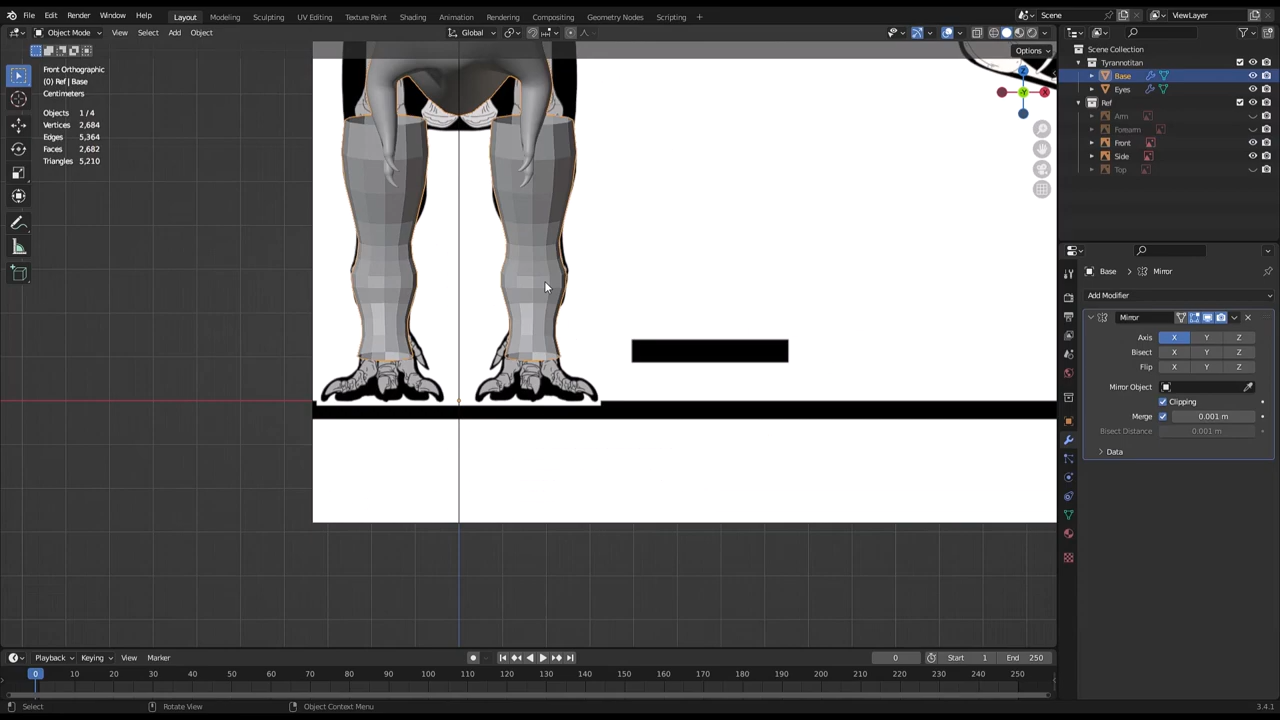 File Edit Render Window Help Layout Modeling Sculpting UV Editing Texture Paint Shading Animation Rendering Compositing Geometry Nodes Scripting + Scene ViewLayer
Object Mode View Select Add Object Global
Options
Front Orthographic
(0) Ref | Base
Centimeters
Objects 1 / 4
Vertices 2,684
Edges 5,364
Faces 2,682
Triangles 5,210
Z
Y
X
Scene Collection
Tyrannotitan
Base
Eyes
Ref
Arm
Forearm
Front
Side
Top
Base > Mirror
Add Modifier
Mirror
Axis X Y Z
Bisect X Y Z
Flip X Y Z
Mirror Object
Clipping
Merge 0.001 m
Bisect Distance 0.001 m
Data
Playback Keying View Marker 0 Start 1 End 250
0 10 20 30 40 50 60 70 80 90 100 110 120 130 140 150 160 170 180 190 200 210 220 230 240 250
Select Rotate View Object Context Menu 3.4.1